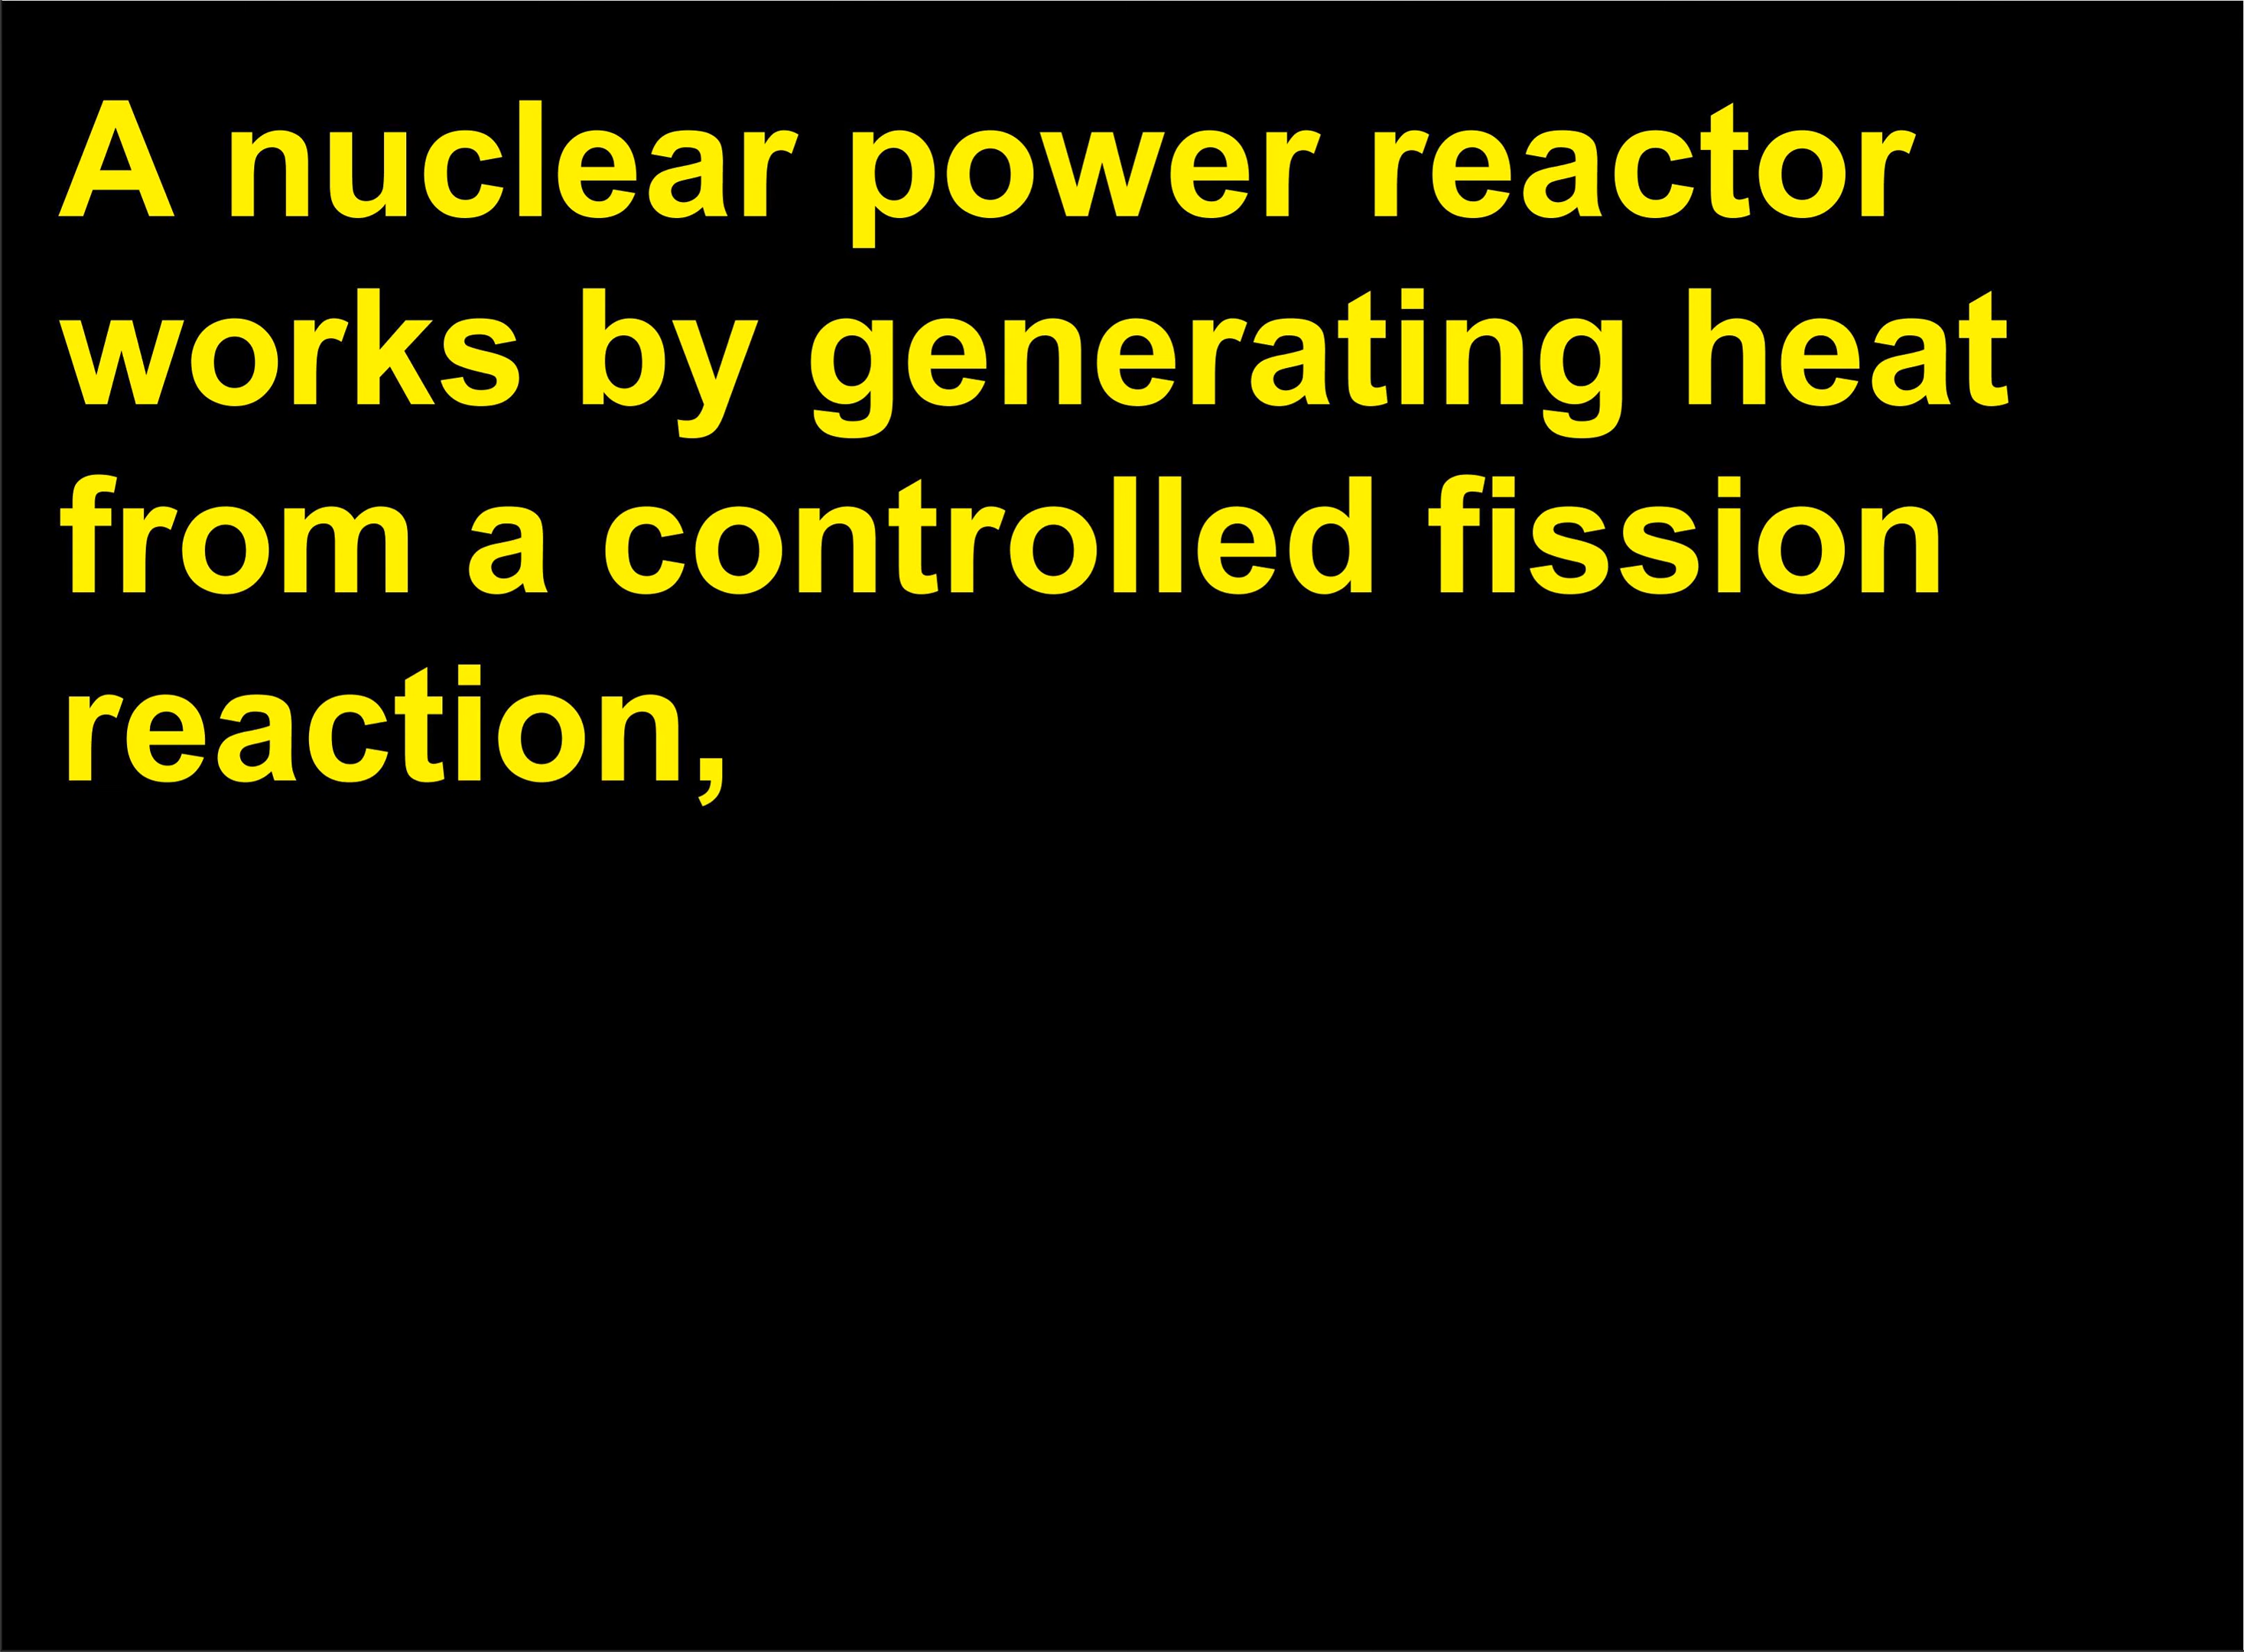 A nuclear power reactor
works by generating heat
from a controlled fission
reaction,